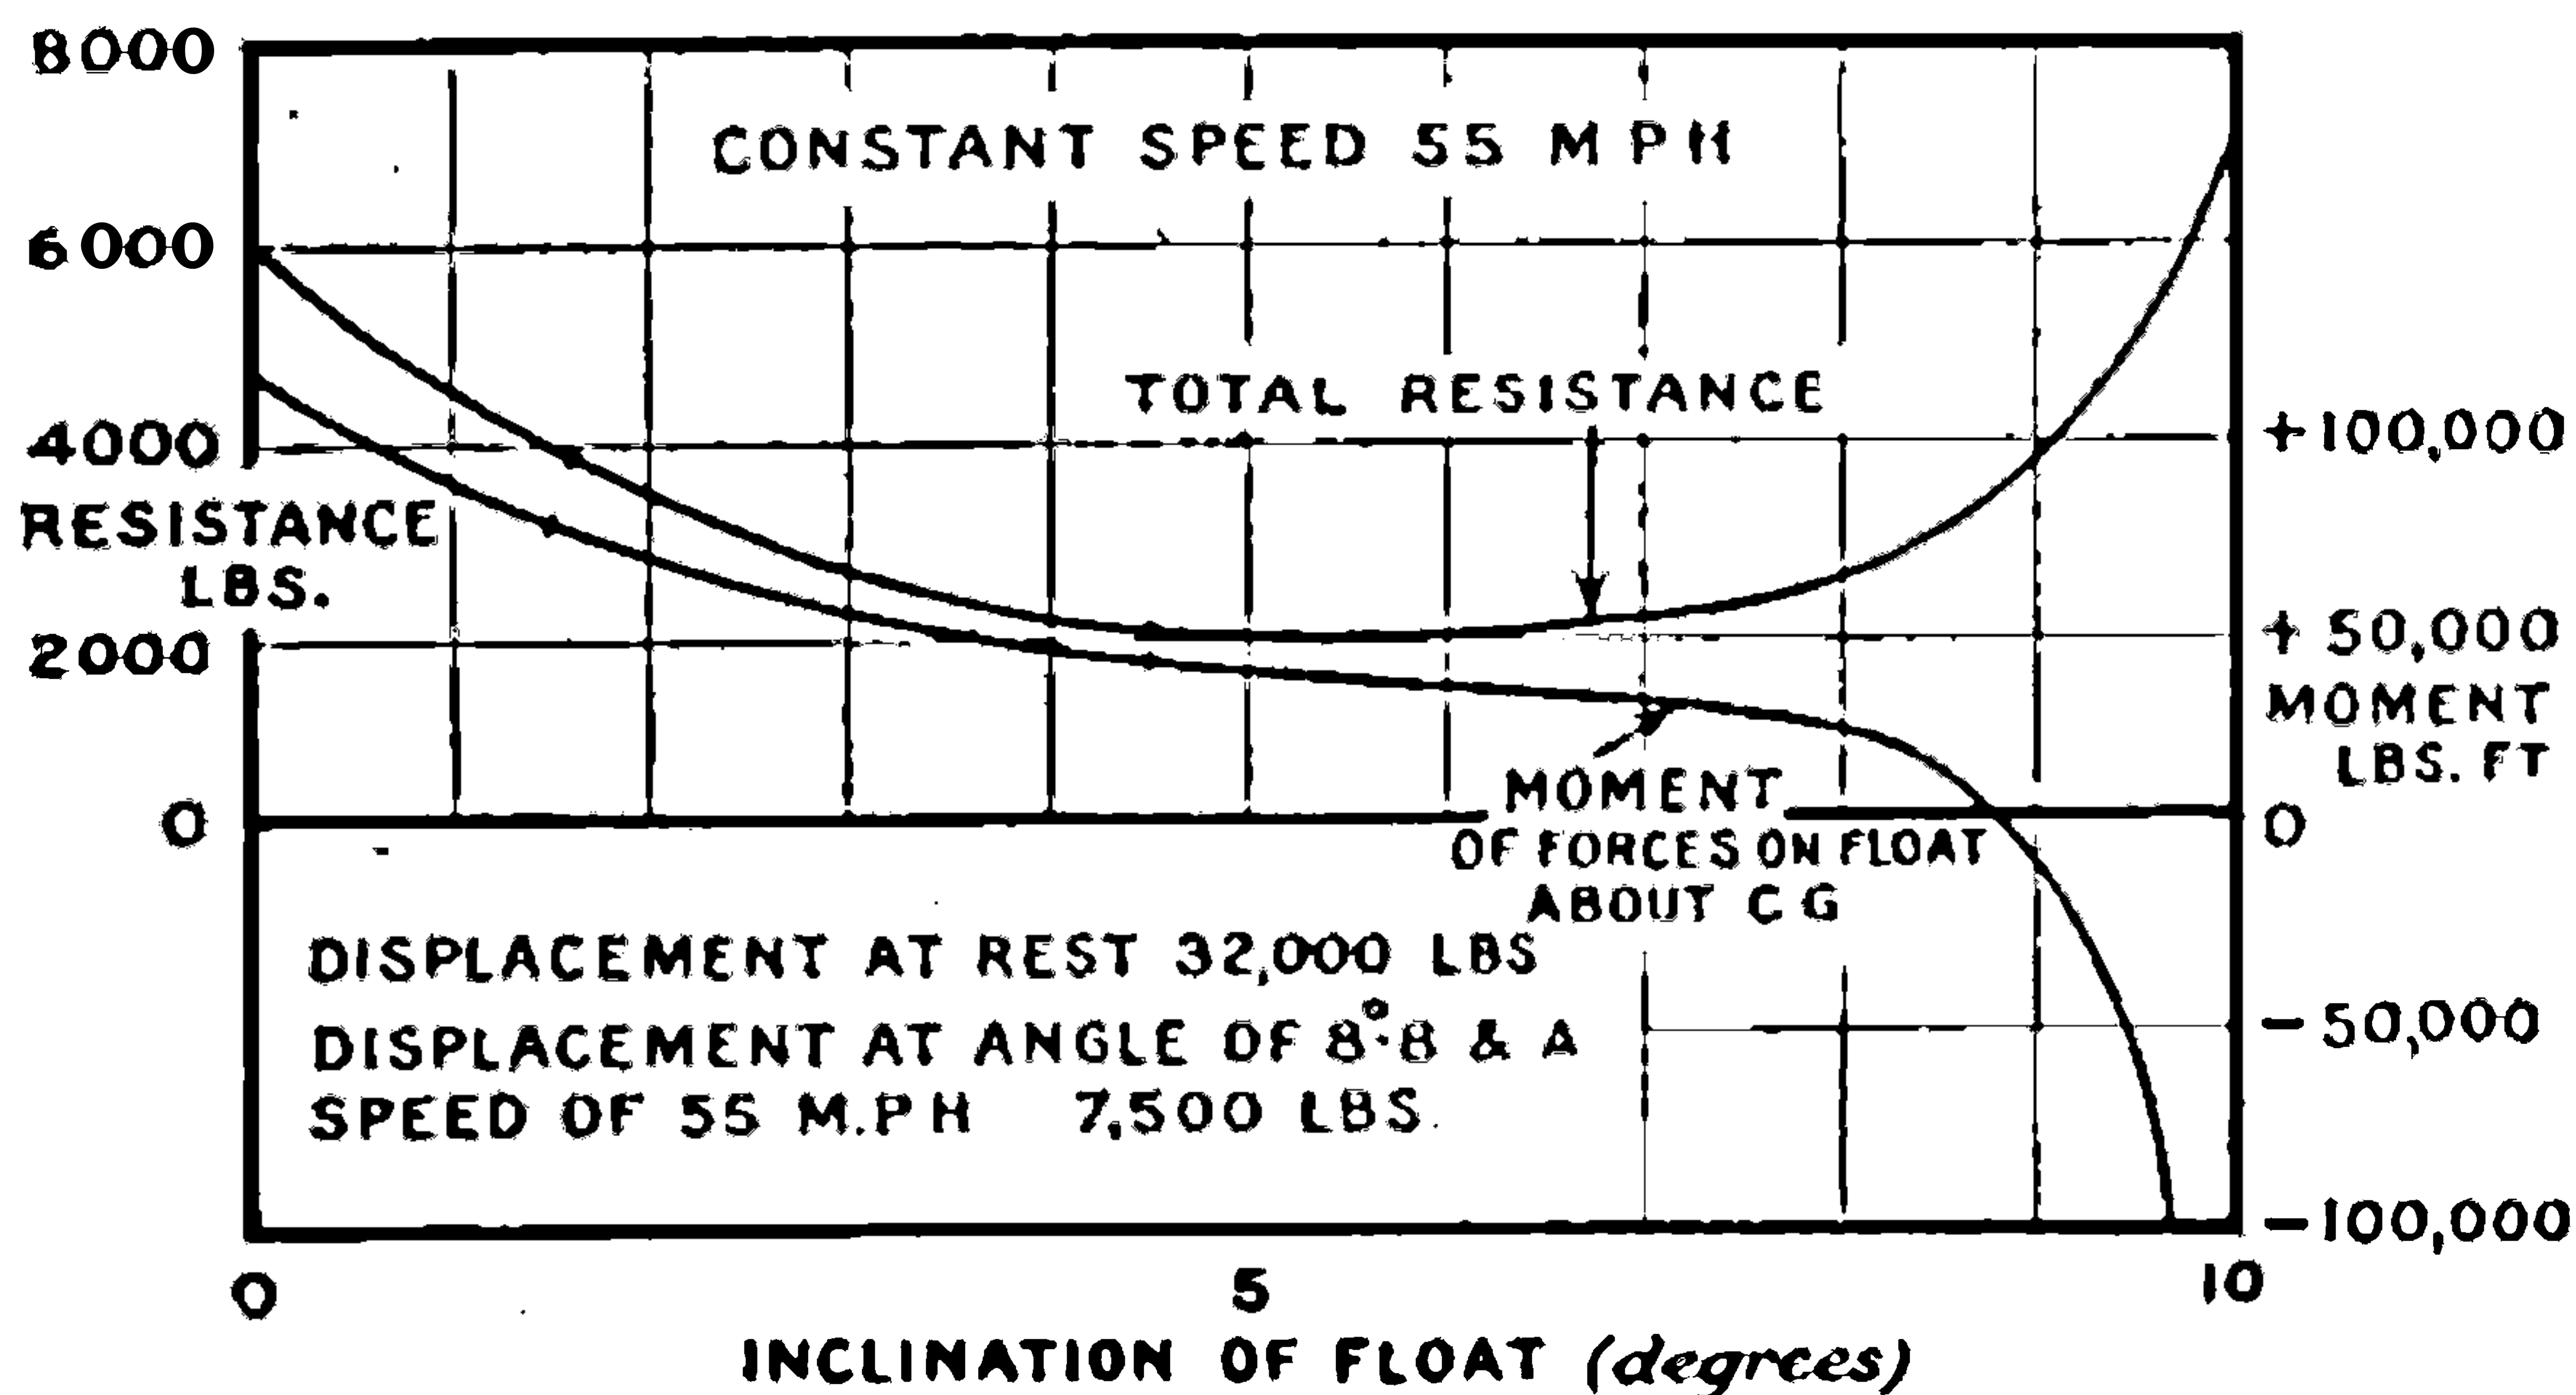 8000
CONSTANT SPEED 55 M P H
6000
TOTAL RESISTANCE
4000
+100,000
RESISTANCE
LBS.
2000
+ 50,000
MOMENT
LBS. FT
0
MOMENT
OF FORCES ON FLOAT
ABOUT C G
0
DISPLACEMENT AT REST 32,000 LBS
DISPLACEMENT AT ANGLE OF 8°.8 & A
SPEED OF 55 M.P H 7,500 LBS.
- 50,000
-100,000
0 5 10
INCLINATION OF FLOAT (degrees)